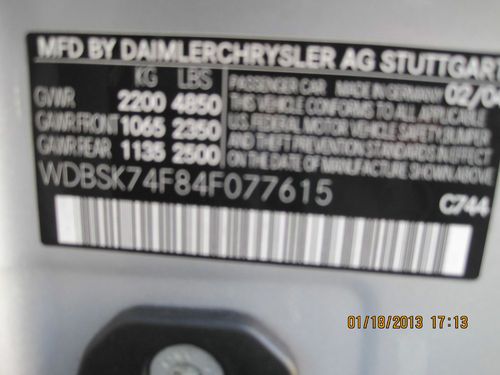 MFD BY DAIMLERCHRYSLER AG STUTTGART
KG LBS
GVWR 2200 4850
GAWR FRONT 1065 2350
GAWR REAR 1135 2500
PASSENGER CAR MADE IN GERMANY 02/04
THIS VEHICLE CONFORMS TO ALL APPLICABLE
U.S. FEDERAL MOTOR VEHICLE SAFETY, BUMPER
AND THEFT PREVENTION STANDARDS IN EFFECT
ON THE DATE OF MANUFACTURE SHOWN ABOVE
WDBSK74F84F077615
C744
01/18/2013 17:13